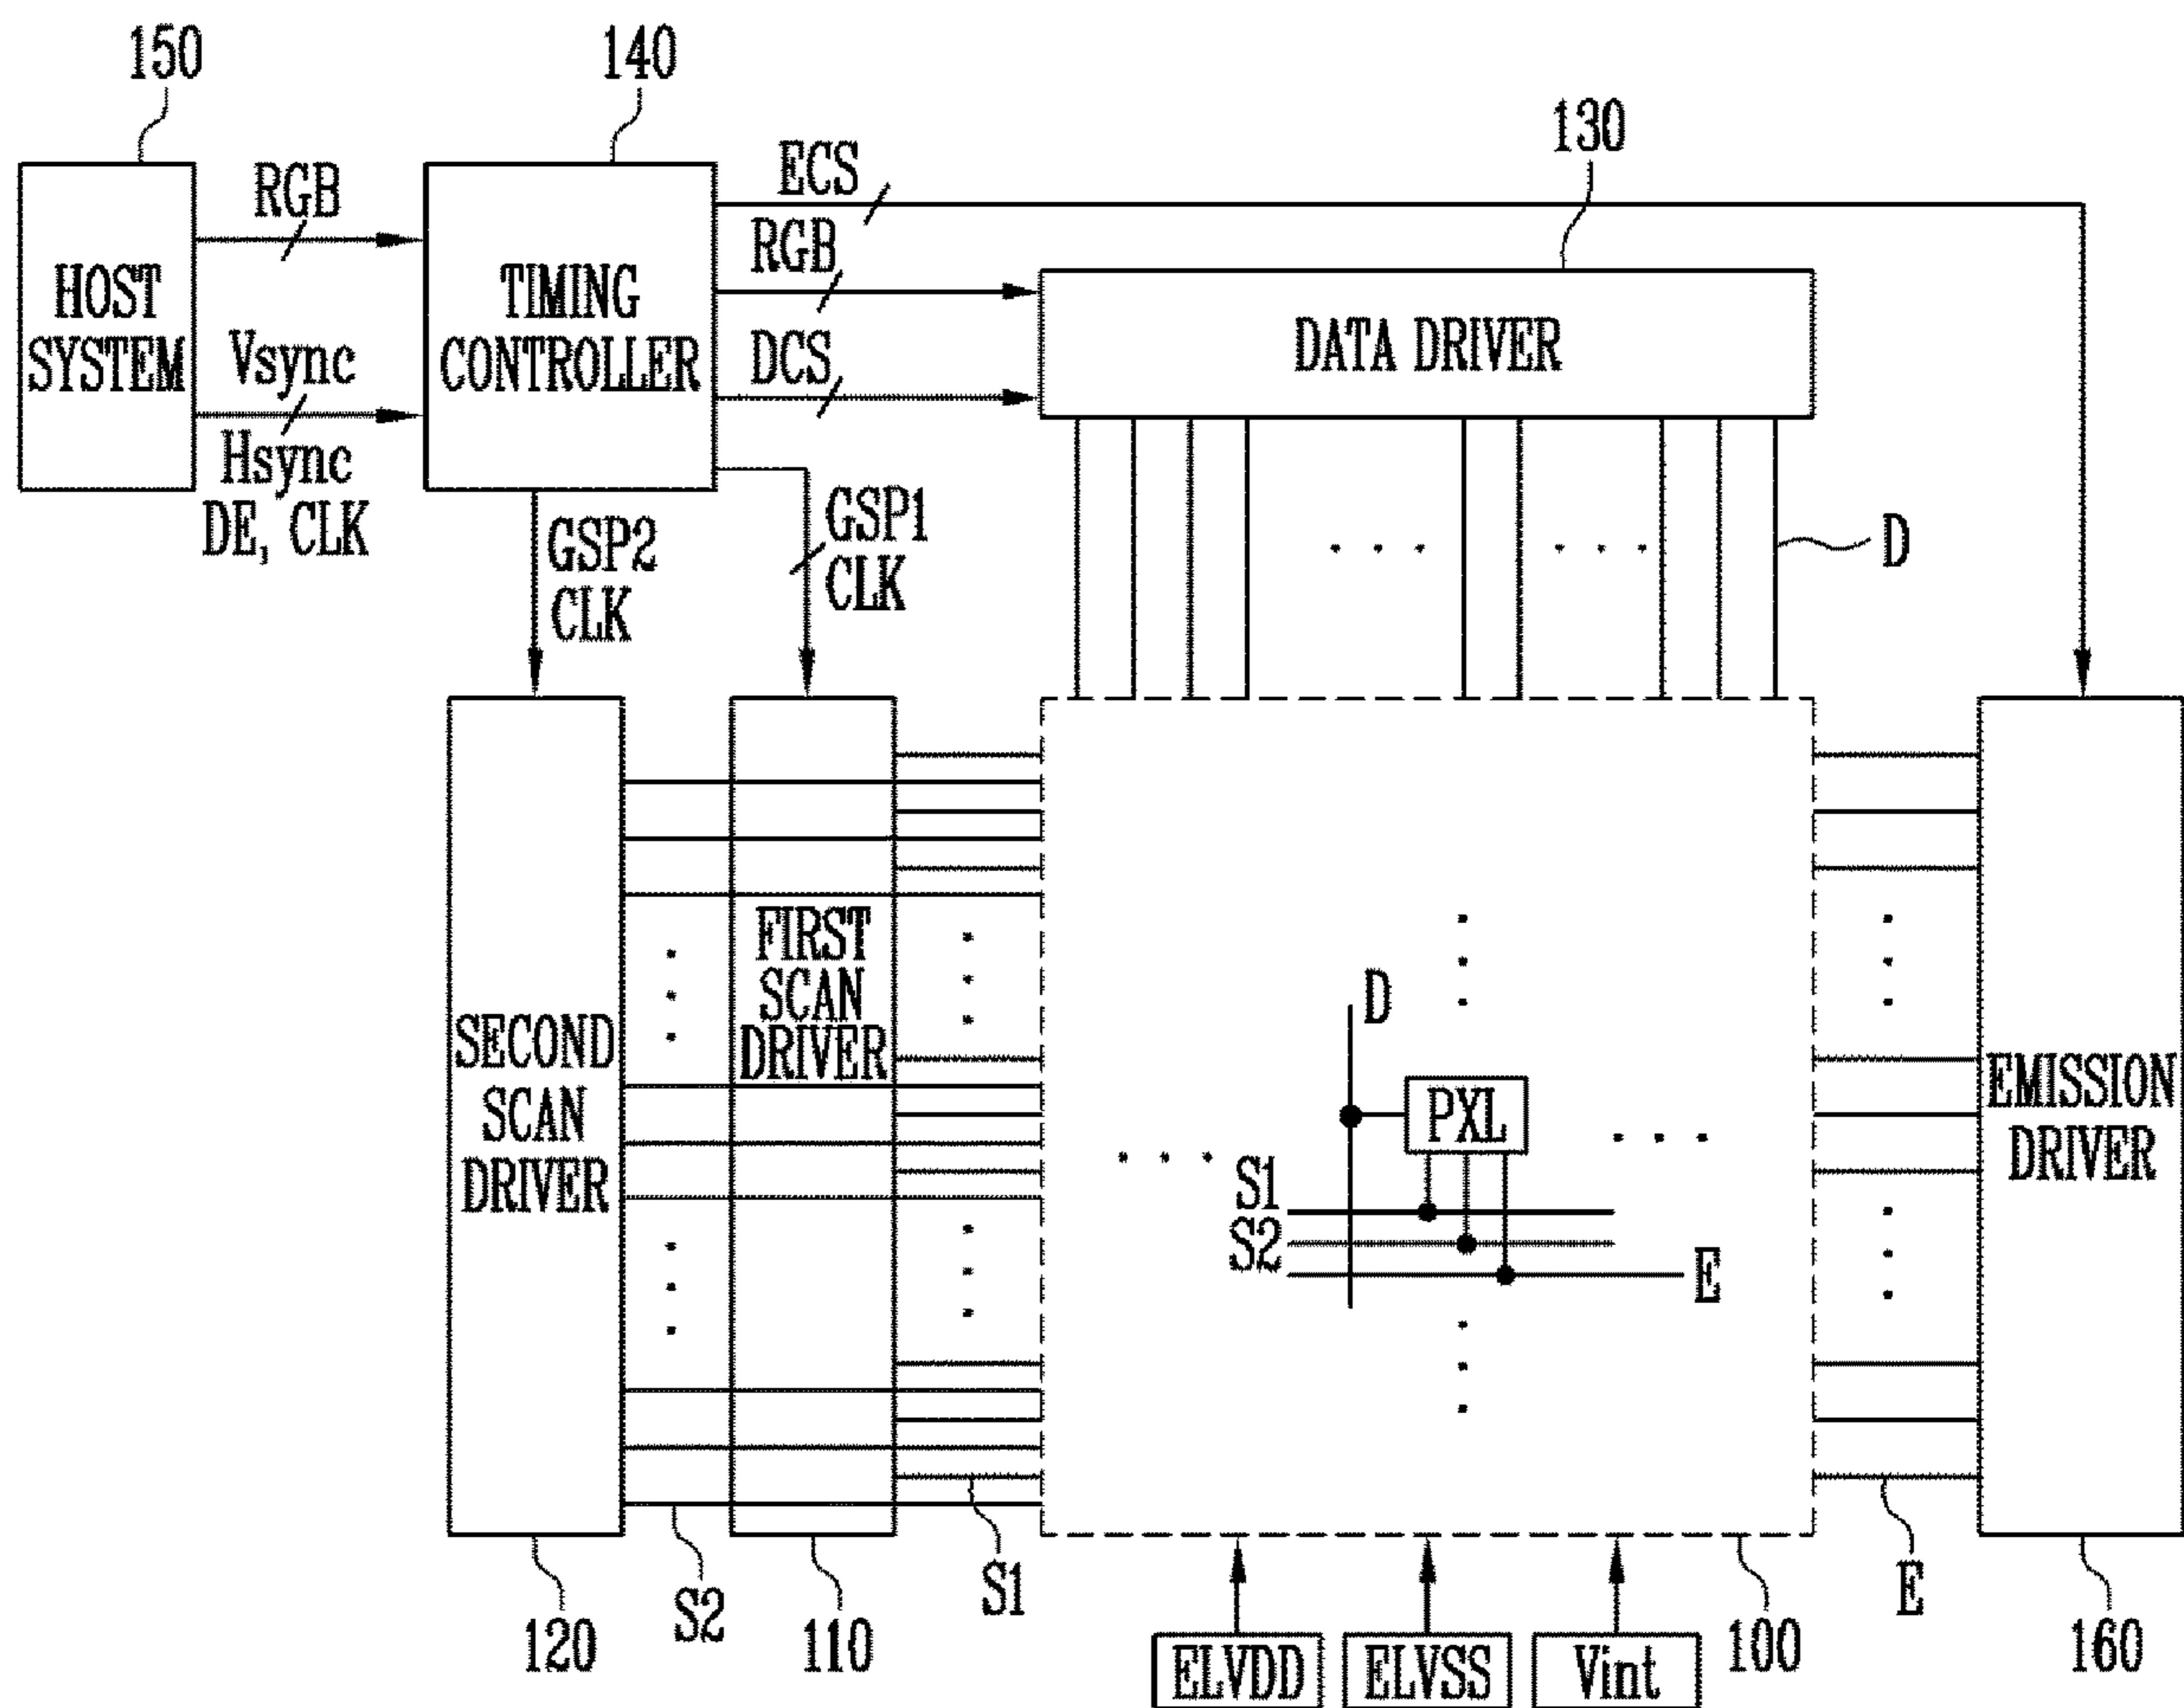 150
140
130
RGB
ECS
RGB
HOST
SYSTEM
TIMING
CONTROLLER
DATA DRIVER
Vsync
Hsync
DE, CLK
DCS
GSP2
CLK
GSP1
CLK
D
FIRST
SCAN
DRIVER
SECOND
SCAN
DRIVER
D
PXL
S1
S2
E
EMISSION
DRIVER
S2
S1
E
120
110
ELVDD
ELVSS
Vint
100
160